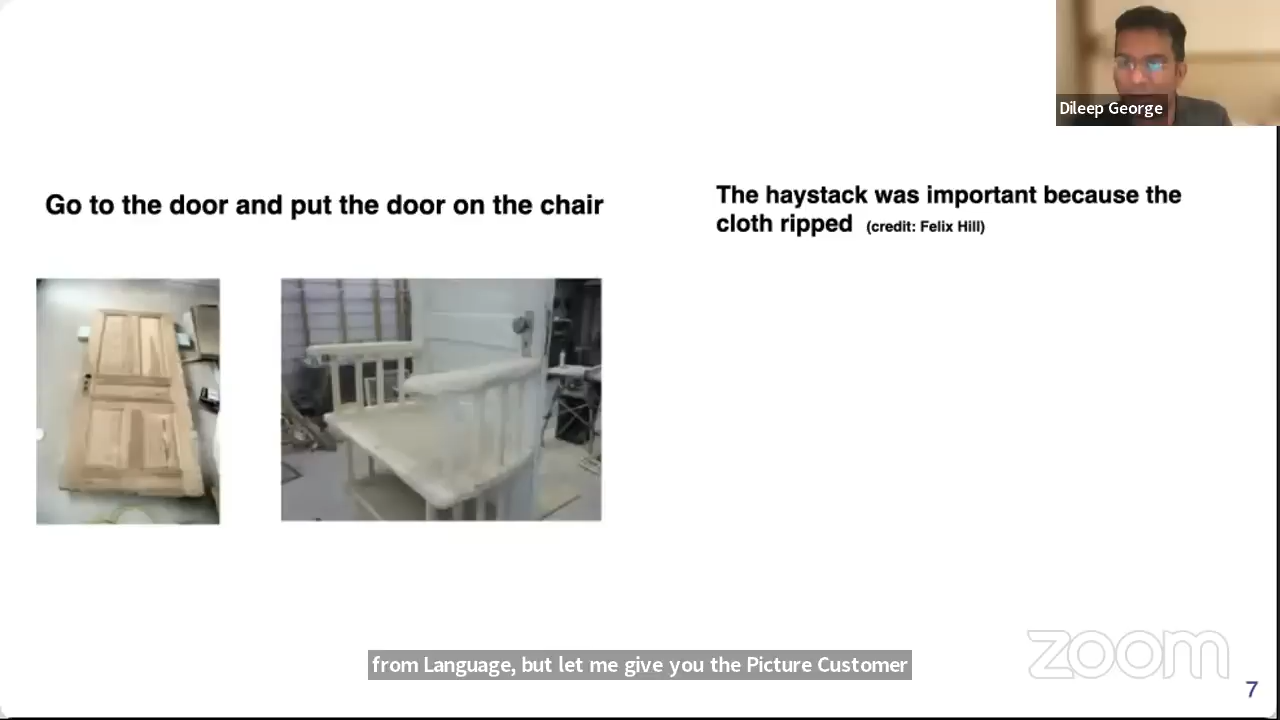 Dileep George
Go to the door and put the door on the chair
The haystack was important because the
cloth ripped (credit: Felix Hill)
from Language, but let me give you the Picture Customer
zoom
7